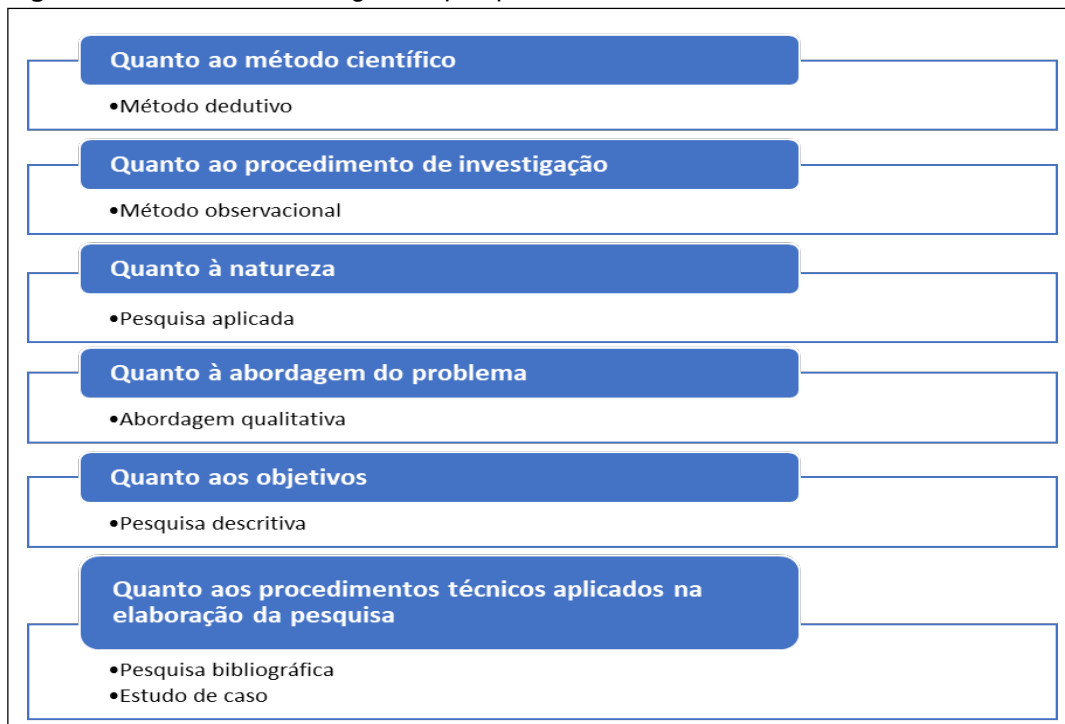 Quanto ao método científico
•Método dedutivo
Quanto ao procedimento de investigação
•Método observacional
Quanto à natureza
•Pesquisa aplicada
Quanto à abordagem do problema
•Abordagem qualitativa
Quanto aos objetivos
•Pesquisa descritiva
Quanto aos procedimentos técnicos aplicados na
elaboração da pesquisa
•Pesquisa bibliográfica
•Estudo de caso